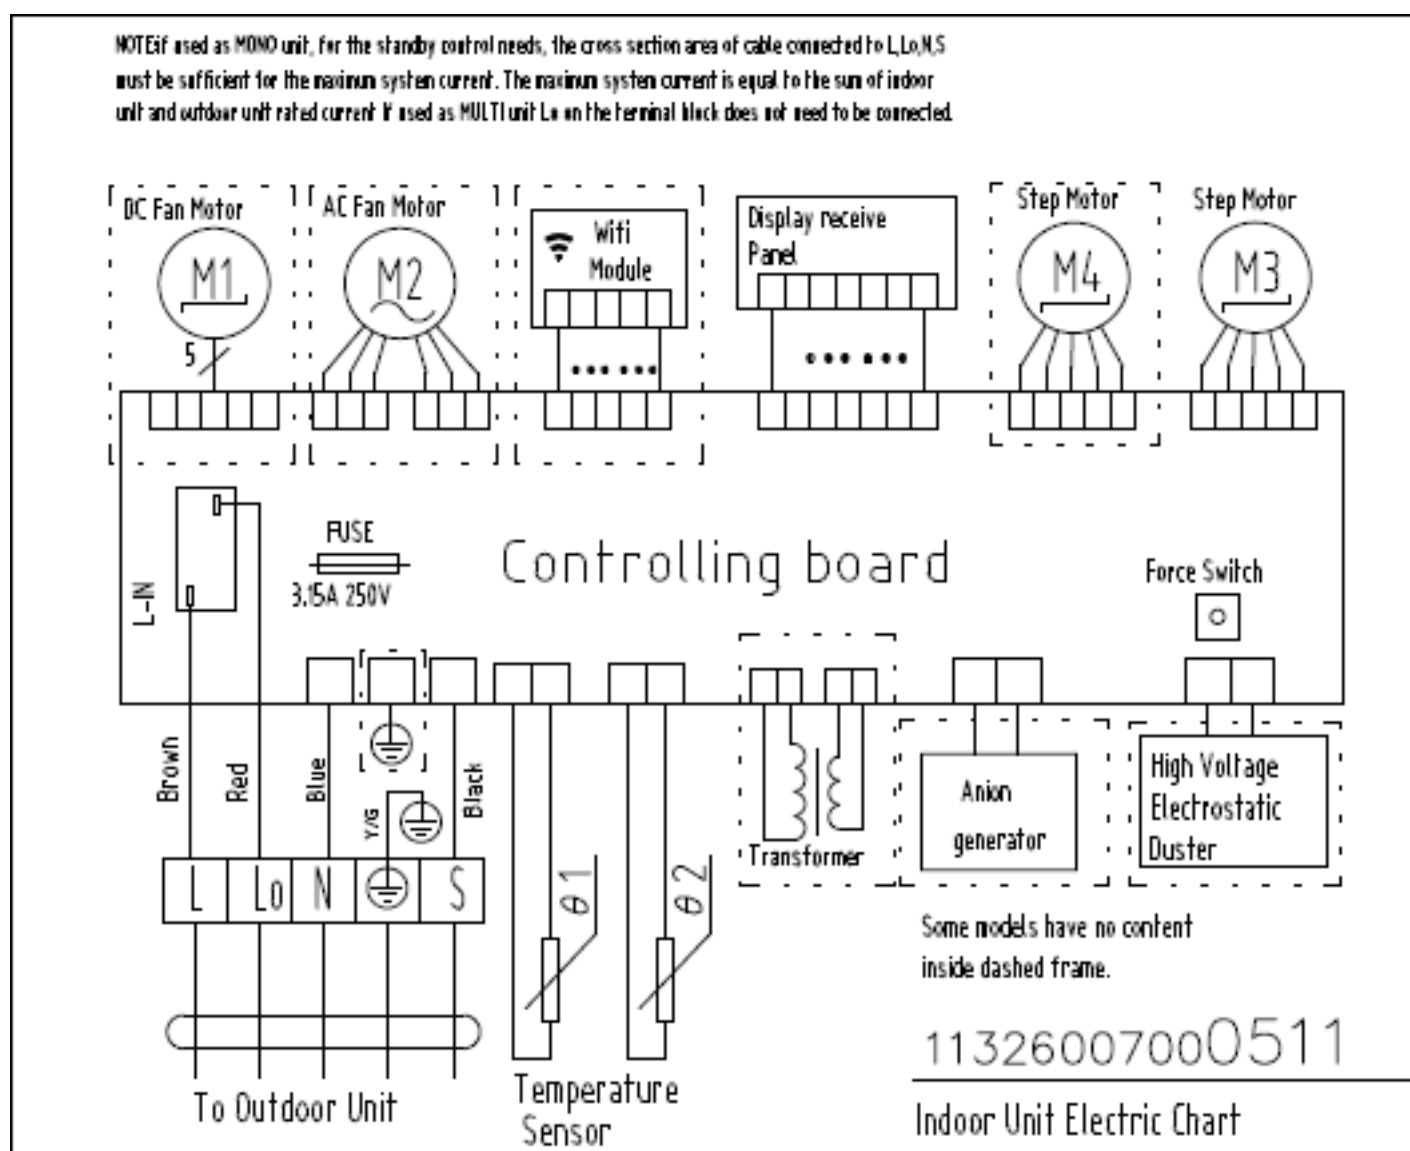 NOTE:if used as MONO unit, for the standby control needs, the cross section area of cable connected to L,Lo,N,S
must be sufficient for the maximum system current. The maximum system current is equal to the sum of indoor
unit and outdoor unit rated current If used as MULTI unit Lo on the terminal block does not need to be connected.
DC Fan Motor
AC Fan Motor
Wifi
Module
Display receive
Panel
Step Motor
Step Motor
M1
M2
M4
M3
5
L-IN
FUSE
3.15A 250V
Controlling board
Force Switch
Brown
Red
Blue
Y/G
Black
L
Lo
N
S
θ1
θ2
Transformer
Anion
generator
High Voltage
Electrostatic
Duster
Some models have no content
inside dashed frame.
To Outdoor Unit
Temperature
Sensor
11326007000511
Indoor Unit Electric Chart